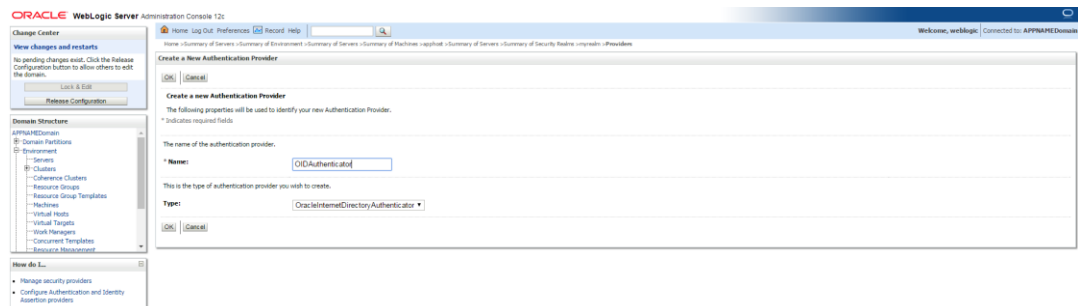 ORACLE WebLogic Server Administration Console 12c
Change Center
View changes and restarts
No pending changes exist. Click the Release
Configuration button to allow others to edit
the domain.
Lock & Edit
Release Configuration
Domain Structure
APPNAMEDomain
Domain Partitions
Environment
Servers
Clusters
Coherence Clusters
Resource Groups
Resource Group Templates
Machines
Virtual Hosts
Virtual Targets
Work Managers
Concurrent Templates
Resource Management
How do I...
Manage security providers
Configure Authentication and Identity
Assertion providers
Home Log Out Preferences Record Help
Welcome, weblogic Connected to: APPNAMEDomain
Home >Summary of Servers >Summary of Environment >Summary of Servers >Summary of Machines >apphost >Summary of Servers >Summary of Security Realms >myrealm >Providers
Create a New Authentication Provider
OK Cancel
Create a new Authentication Provider
The following properties will be used to identify your new Authentication Provider.
* Indicates required fields
The name of the authentication provider.
* Name: OIDAuthenticator
This is the type of authentication provider you wish to create.
Type: OracleInternetDirectoryAuthenticator
OK Cancel